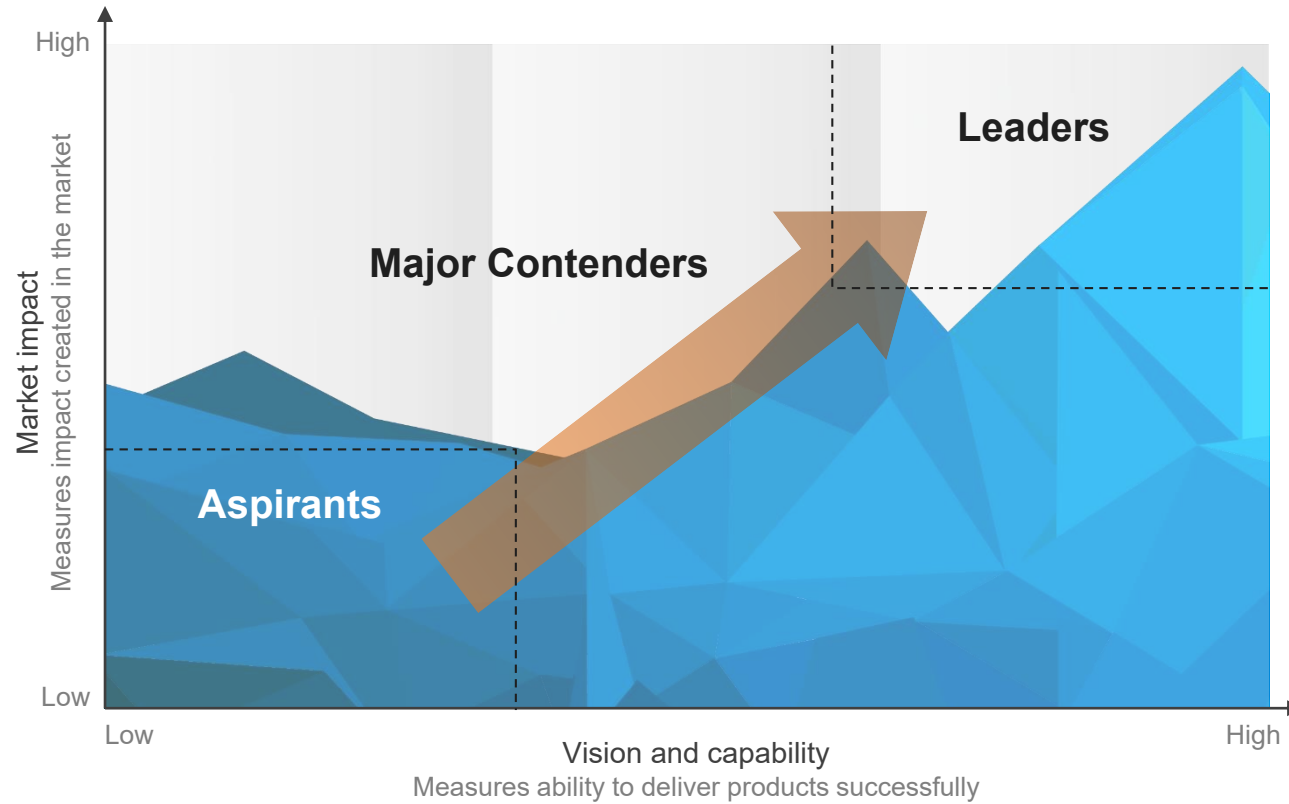 High
Leaders
Major Contenders
Market impact
Measures impact created in the market
Aspirants
Low
Low
High
Vision and capability
Measures ability to deliver products successfully